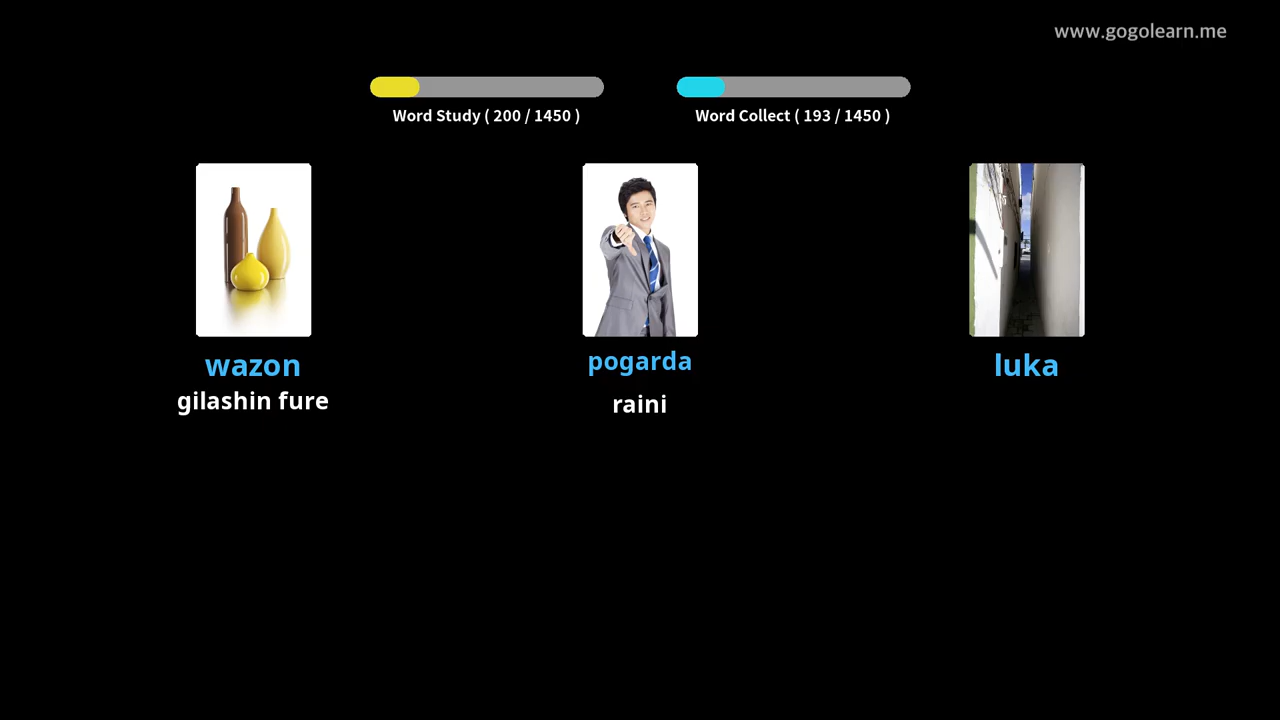 www.gogolearn.me
Word Study ( 200 / 1450 )
Word Collect ( 193 / 1450 )
wazon
pogarda
luka
gilashin fure
raini